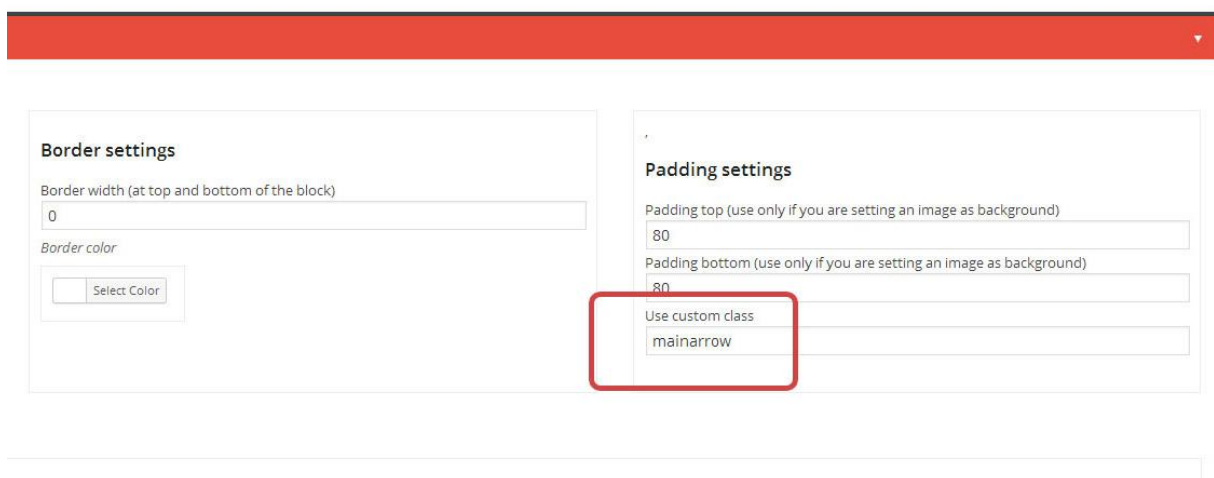 Border settings
Border width (at top and bottom of the block)
0
Border color
Select Color
,
Padding settings
Padding top (use only if you are setting an image as background)
80
Padding bottom (use only if you are setting an image as background)
80
Use custom class
mainarrow